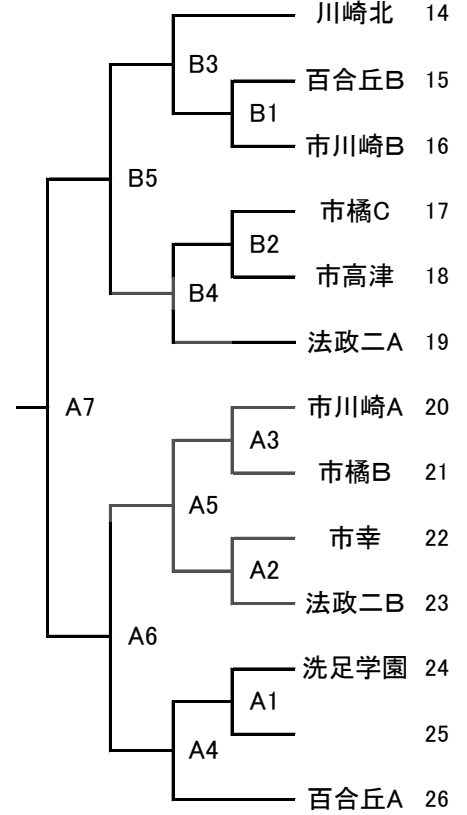 川崎北 14
B3
百合丘B 15
B1
市川崎B 16
B5
市橘C 17
B2
市高津 18
B4
法政二A 19
A7
市川崎A 20
A3
市橘B 21
A5
市幸 22
A2
法政二B 23
A6
洗足学園 24
A1
25
A4
百合丘A 26